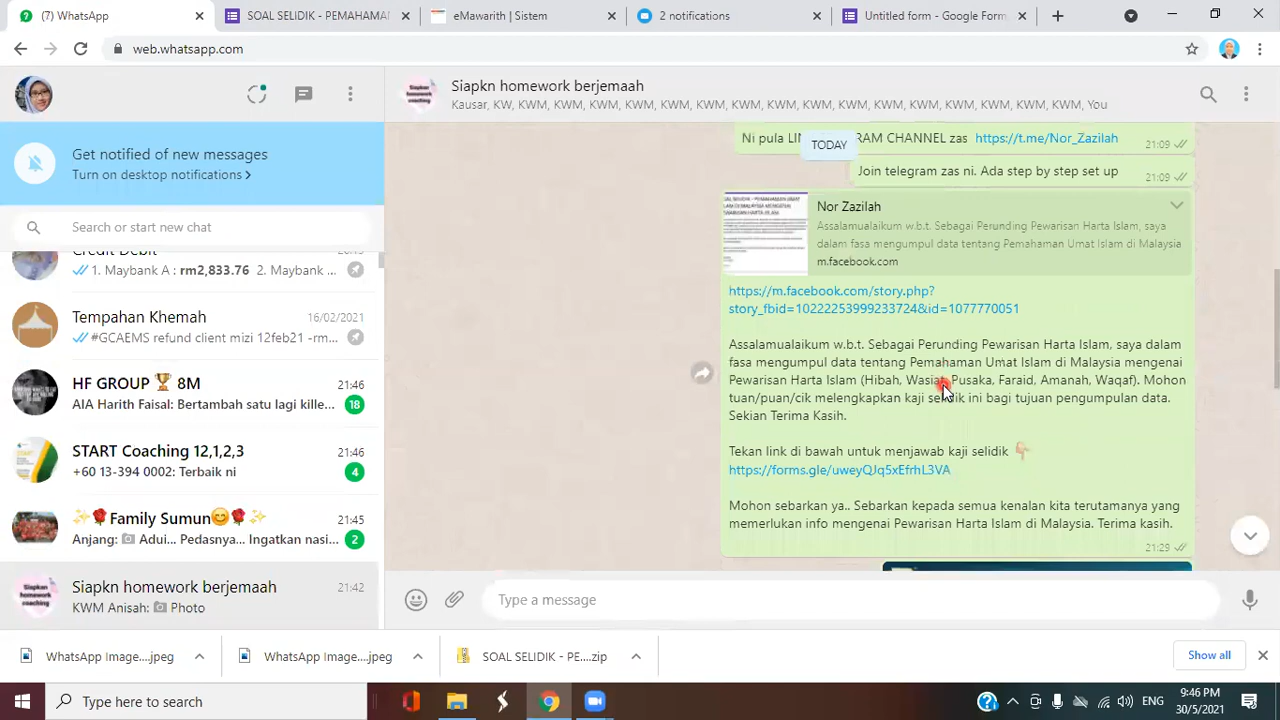 (7) WhatsApp
SOAL SELIDIK - PEMAHAMA
eMawarith | Sistem
2 notifications
Untitled form - Google Form
web.whatsapp.com
Siapkn homework berjemaah
Kausar, KW, KWM, KWM, KWM, KWM, KWM, KWM, KWM, KWM, KWM, KWM, KWM, KWM, KWM, KWM, KWM, You
Get notified of new messages
Turn on desktop notifications >
or start new chat
Credit Debit
1. Maybank A : rm2,833.76 2. Maybank ...
Tempahan Khemah
16/02/2021
#GCAEMS refund client mizi 12feb21 -rm...
HF GROUP 🏆 8M
21:46
AIA Harith Faisal: Bertambah satu lagi kille...
18
START Coaching 12,1,2,3
21:46
+60 13-394 0002: Terbaik ni
4
✨🌹Family Sumun😊🌹✨
21:45
Anjang: 📷 Adui... Pedasnya... Ingatkan nasi...
2
Siapkn homework berjemaah
21:42
KWM Anisah: 📷 Photo
Siapkan homework coaching
Ni pula CHANNEL zas https://t.me/Nor_Zazilah
21:09
TODAY
Join telegram zas ni. Ada step by step set up
21:09
Nor Zazilah
Assalamualaikum w.b.t. Sebagai Perunding Pewarisan Harta Islam, saya
dalam fasa mengumpul data tentang Pemahaman Umat Islam di Malaysia
m.facebook.com
https://m.facebook.com/story.php?
story_fbid=10222253999233724&id=1077770051
Assalamualaikum w.b.t. Sebagai Perunding Pewarisan Harta Islam, saya dalam
fasa mengumpul data tentang Pemahaman Umat Islam di Malaysia mengenai
Pewarisan Harta Islam (Hibah, Wasiat, Pusaka, Faraid, Amanah, Waqaf). Mohon
tuan/puan/cik melengkapkan kaji selidik ini bagi tujuan pengumpulan data.
Sekian Terima Kasih.
Tekan link di bawah untuk menjawab kaji selidik 👇🏻
https://forms.gle/uweyQJq5xEfrhL3VA
Mohon sebarkan ya.. Sebarkan kepada semua kenalan kita terutamanya yang
memerlukan info mengenai Pewarisan Harta Islam di Malaysia. Terima kasih.
21:29
Type a message
WhatsApp Image....jpeg
WhatsApp Image....jpeg
SOAL SELIDIK - PE....zip
Show all
Type here to search
ENG
9:46 PM
30/5/2021